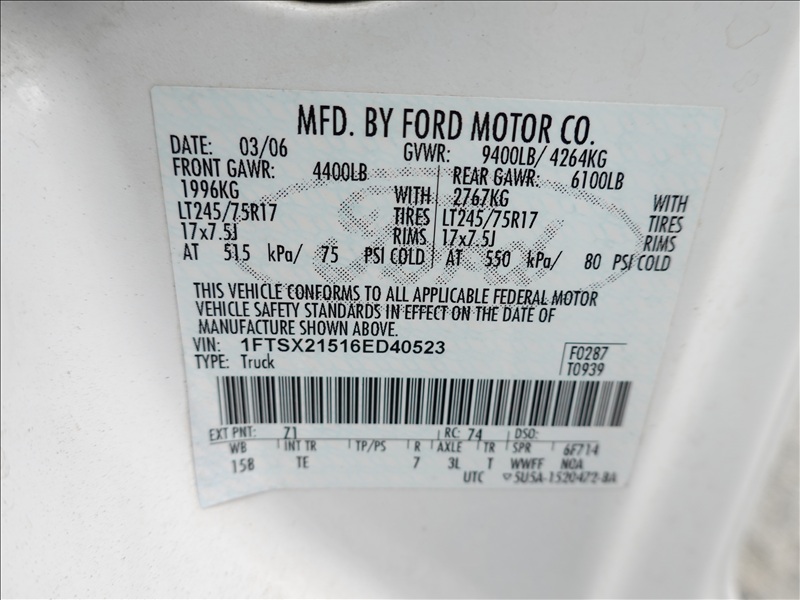 MFD. BY FORD MOTOR CO.
DATE: 03/06 GVWR: 9400LB/ 4264KG
FRONT GAWR: 4400LB REAR GAWR: 6100LB
1996KG WITH 2767KG WITH
LT245/75R17 TIRES LT245/75R17 TIRES
17x7.5J RIMS 17x7.5J RIMS
AT 515 kPa/ 75 PSI COLD AT 550 kPa/ 80 PSI COLD
Ford
THIS VEHICLE CONFORMS TO ALL APPLICABLE FEDERAL MOTOR
VEHICLE SAFETY STANDARDS IN EFFECT ON THE DATE OF
MANUFACTURE SHOWN ABOVE.
VIN: 1FTSX21516ED40523 F0287
TYPE: Truck T0939
EXT PNT: Z1 RC: 74 DSO:
WB INT TR TP/PS R AXLE TR SPR 6F714
158 TE 7 3L T WWFF NCA
UTC 5U5A-1520472-BA